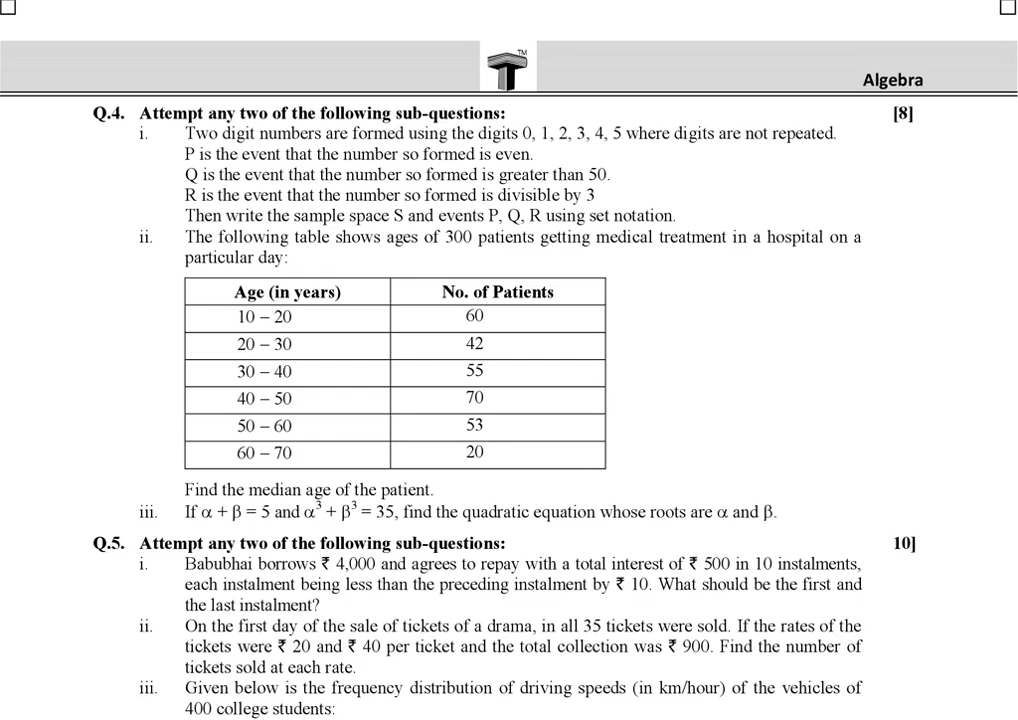 TM
Algebra
Q.4. Attempt any two of the following sub-questions: [8]
i. Two digit numbers are formed using the digits 0, 1, 2, 3, 4, 5 where digits are not repeated.
P is the event that the number so formed is even.
Q is the event that the number so formed is greater than 50.
R is the event that the number so formed is divisible by 3
Then write the sample space S and events P, Q, R using set notation.
ii. The following table shows ages of 300 patients getting medical treatment in a hospital on a
particular day:
Age (in years) No. of Patients
10 – 20 60
20 – 30 42
30 – 40 55
40 – 50 70
50 – 60 53
60 – 70 20
Find the median age of the patient.
iii. If α + β = 5 and α³ + β³ = 35, find the quadratic equation whose roots are α and β.
Q.5. Attempt any two of the following sub-questions: 10]
i. Babubhai borrows ₹ 4,000 and agrees to repay with a total interest of ₹ 500 in 10 instalments,
each instalment being less than the preceding instalment by ₹ 10. What should be the first and
the last instalment?
ii. On the first day of the sale of tickets of a drama, in all 35 tickets were sold. If the rates of the
tickets were ₹ 20 and ₹ 40 per ticket and the total collection was ₹ 900. Find the number of
tickets sold at each rate.
iii. Given below is the frequency distribution of driving speeds (in km/hour) of the vehicles of
400 college students: